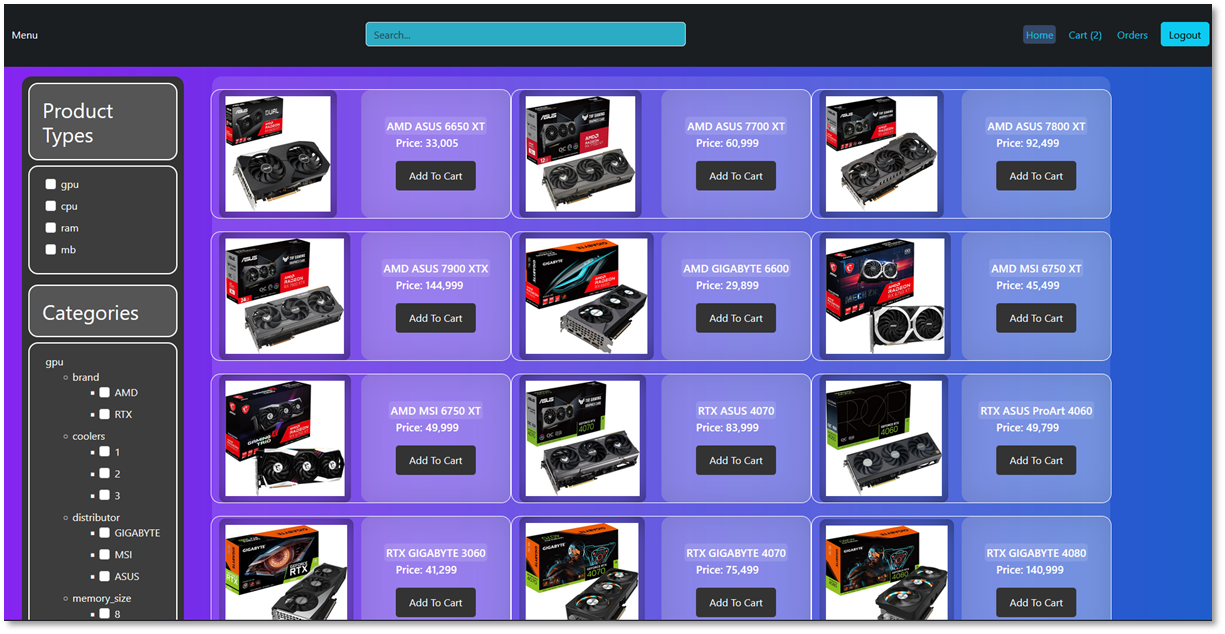 Menu
Search...
Home
Cart (2)
Orders
Logout
Product
Types
gpu
cpu
ram
mb
Categories
gpu
brand
AMD
RTX
coolers
1
2
3
distributor
GIGABYTE
MSI
ASUS
memory_size
8
AMD ASUS 6650 XT
Price: 33,005
Add To Cart
AMD ASUS 7700 XT
Price: 60,999
Add To Cart
AMD ASUS 7800 XT
Price: 92,499
Add To Cart
AMD ASUS 7900 XTX
Price: 144,999
Add To Cart
AMD GIGABYTE 6600
Price: 29,899
Add To Cart
AMD MSI 6750 XT
Price: 45,499
Add To Cart
AMD MSI 6750 XT
Price: 49,999
Add To Cart
RTX ASUS 4070
Price: 83,999
Add To Cart
RTX ASUS ProArt 4060
Price: 49,799
Add To Cart
RTX GIGABYTE 3060
Price: 41,299
Add To Cart
RTX GIGABYTE 4070
Price: 75,499
Add To Cart
RTX GIGABYTE 4080
Price: 140,999
Add To Cart